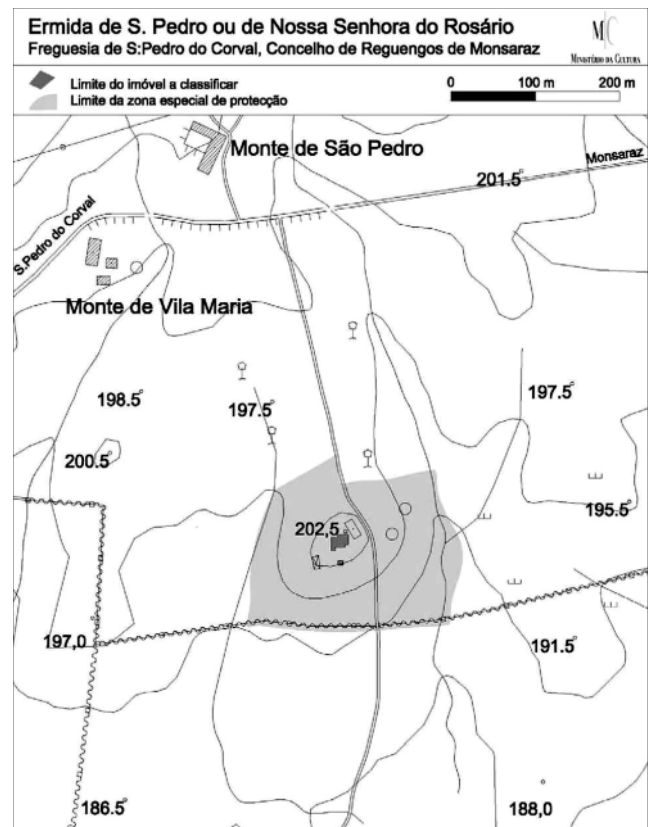 Ermida de S. Pedro ou de Nossa Senhora do Rosário
Freguesia de S:Pedro do Corval, Concelho de Reguengos de Monsaraz
M|C
MINISTÉRIO DA CULTURA
Limite do imóvel a classificar
Limite da zona especial de protecção
0 100 m 200 m
Monte de São Pedro
Monsaraz
201.5
S.Pedro do Corval
Monte de Vila Maria
198.5
197.5
197.5
200.5
195.5
202,5
197,0
191.5
186.5
188,0